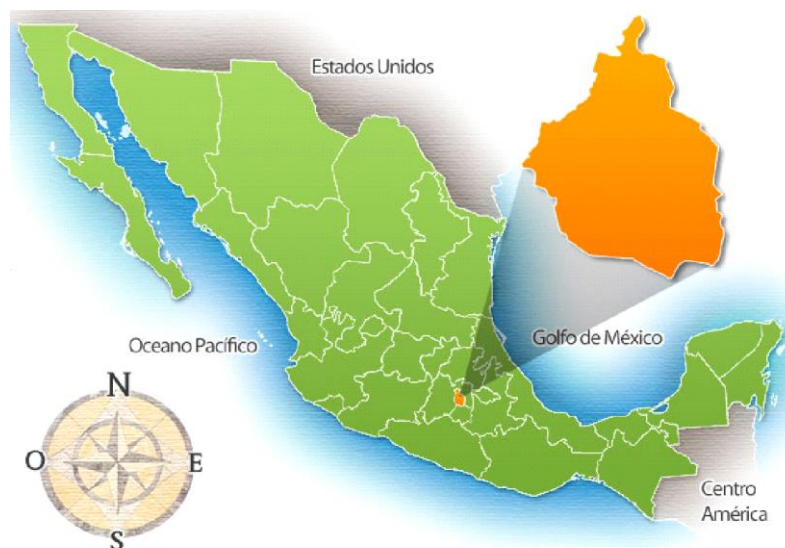 Estados Unidos
Oceano Pacífico
Golfo de México
N
O
E
S
Centro
América